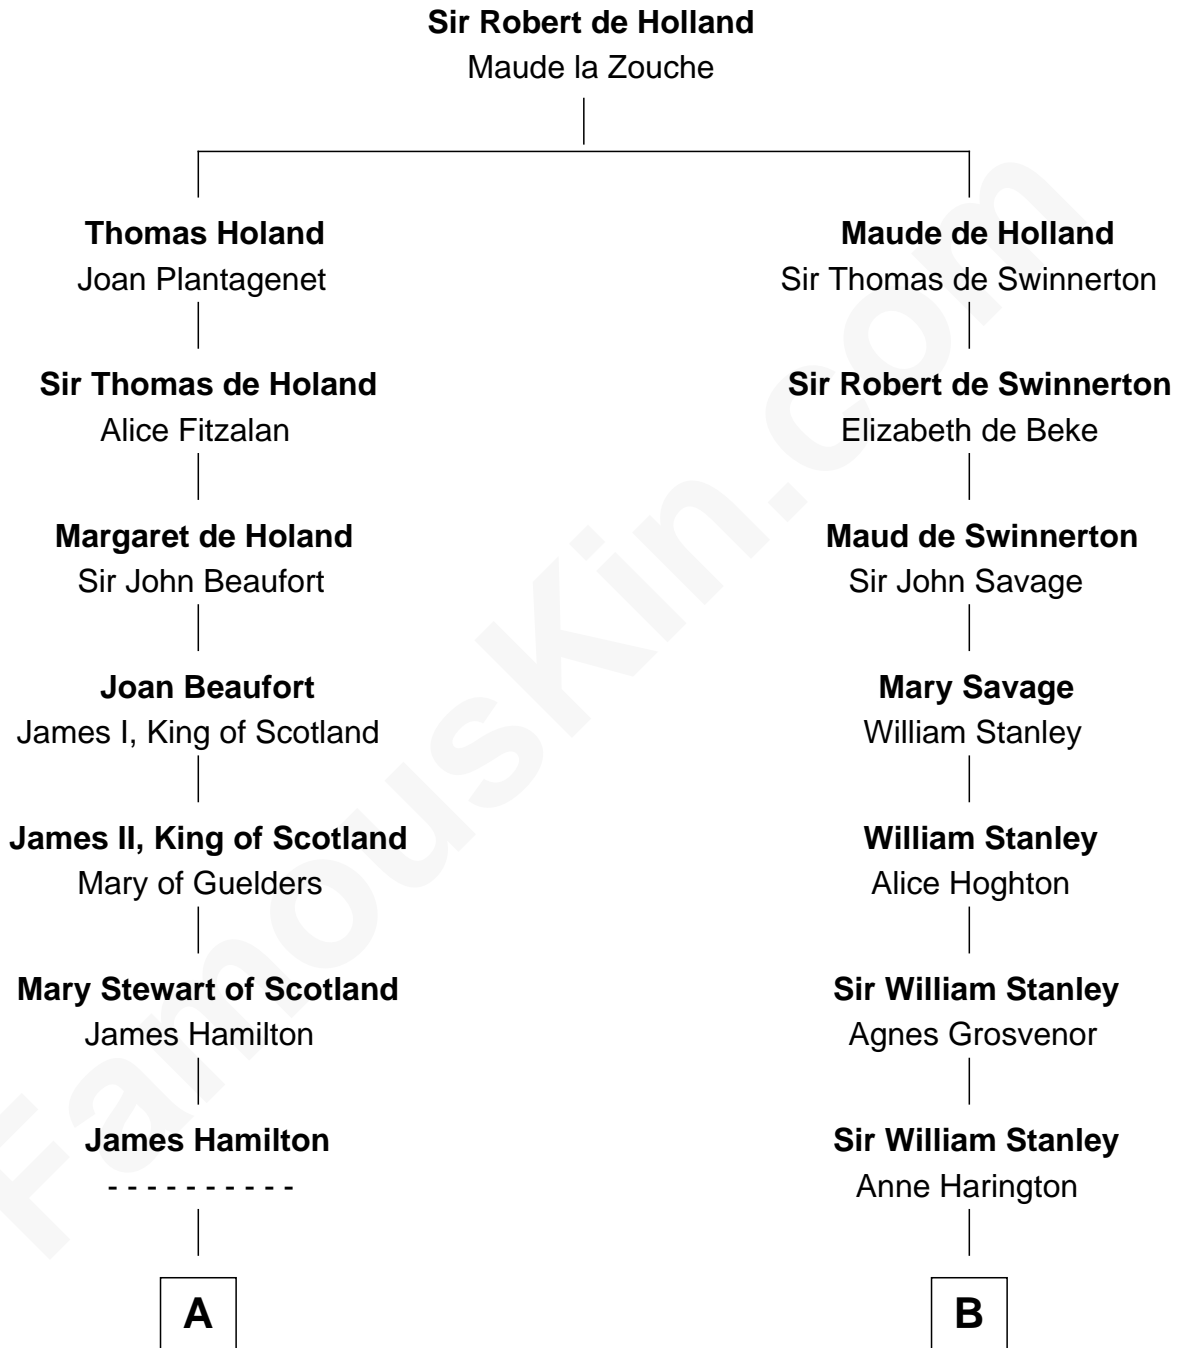 Sir Robert de Holland
Maude la Zouche
Thomas Holand
Joan Plantagenet
Sir Thomas de Holand
Alice Fitzalan
Margaret de Holand
Sir John Beaufort
Joan Beaufort
James I, King of Scotland
James II, King of Scotland
Mary of Guelders
Mary Stewart of Scotland
James Hamilton
James Hamilton
- - - - - - - - - -
A
Maude de Holland
Sir Thomas de Swinnerton
Sir Robert de Swinnerton
Elizabeth de Beke
Maud de Swinnerton
Sir John Savage
Mary Savage
William Stanley
William Stanley
Alice Hoghton
Sir William Stanley
Agnes Grosvenor
Sir William Stanley
Anne Harington
B
FamousKin.com